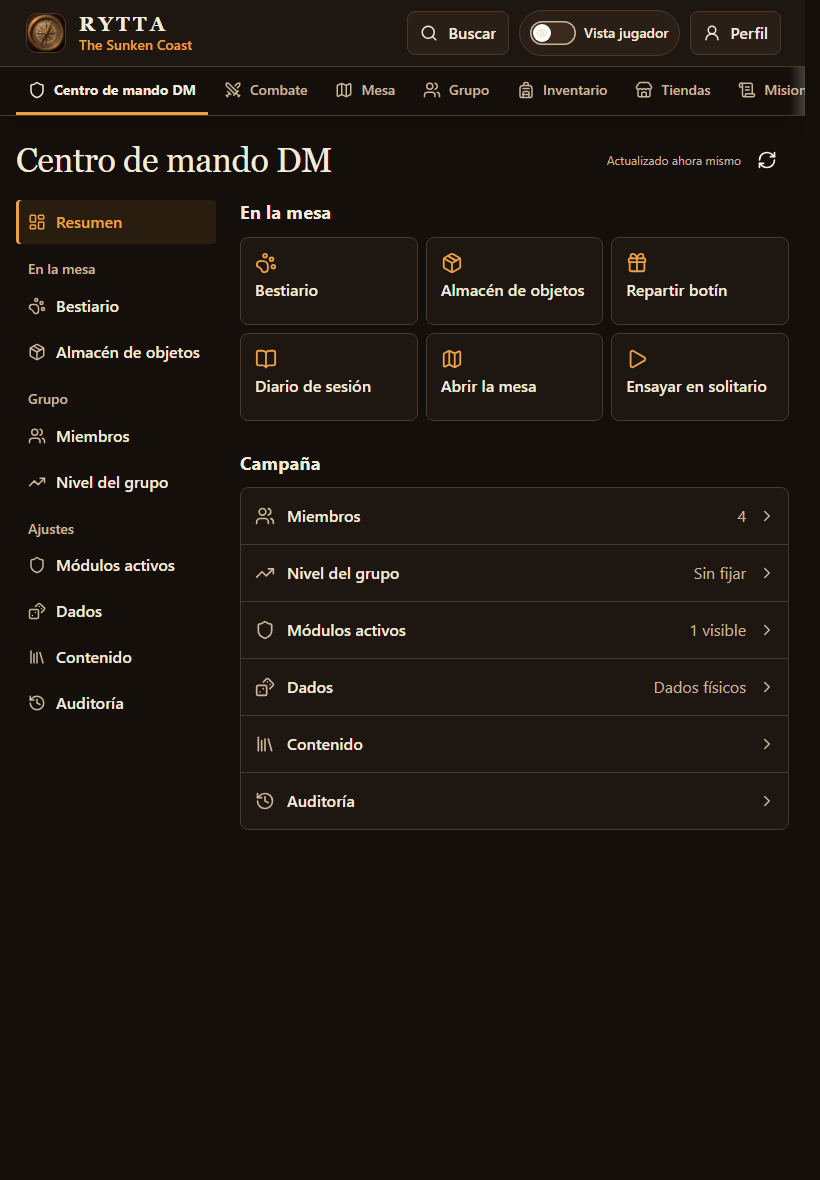 RYTTA
The Sunken Coast
Buscar
Vista jugador
Perfil
Centro de mando DM
Combate
Mesa
Grupo
Inventario
Tiendas
Mision
Centro de mando DM
Actualizado ahora mismo
Resumen
En la mesa
Bestiario
Almacén de objetos
Grupo
Miembros
Nivel del grupo
Ajustes
Módulos activos
Dados
Contenido
Auditoría
En la mesa
Bestiario
Almacén de objetos
Repartir botín
Diario de sesión
Abrir la mesa
Ensayar en solitario
Campaña
Miembros 4
Nivel del grupo Sin fijar
Módulos activos 1 visible
Dados Dados físicos
Contenido
Auditoría